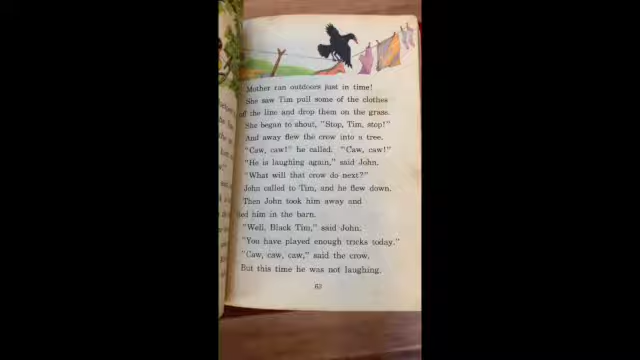 Mother ran outdoors just in time!
She saw Tim pull some of the clothes
off the line and drop them on the grass.
She began to shout, "Stop, Tim, stop!"
And away flew the crow into a tree.
"Caw, caw!" he called. "Caw, caw!"
"He is laughing again," said John.
"What will that crow do next?"
John called to Tim, and he flew down.
Then John took him away and
him in the barn.
"Well, Black Tim," said John.
"You have played enough tricks today."
"Caw, caw, caw," said the crow.
But this time he was not laughing.
63